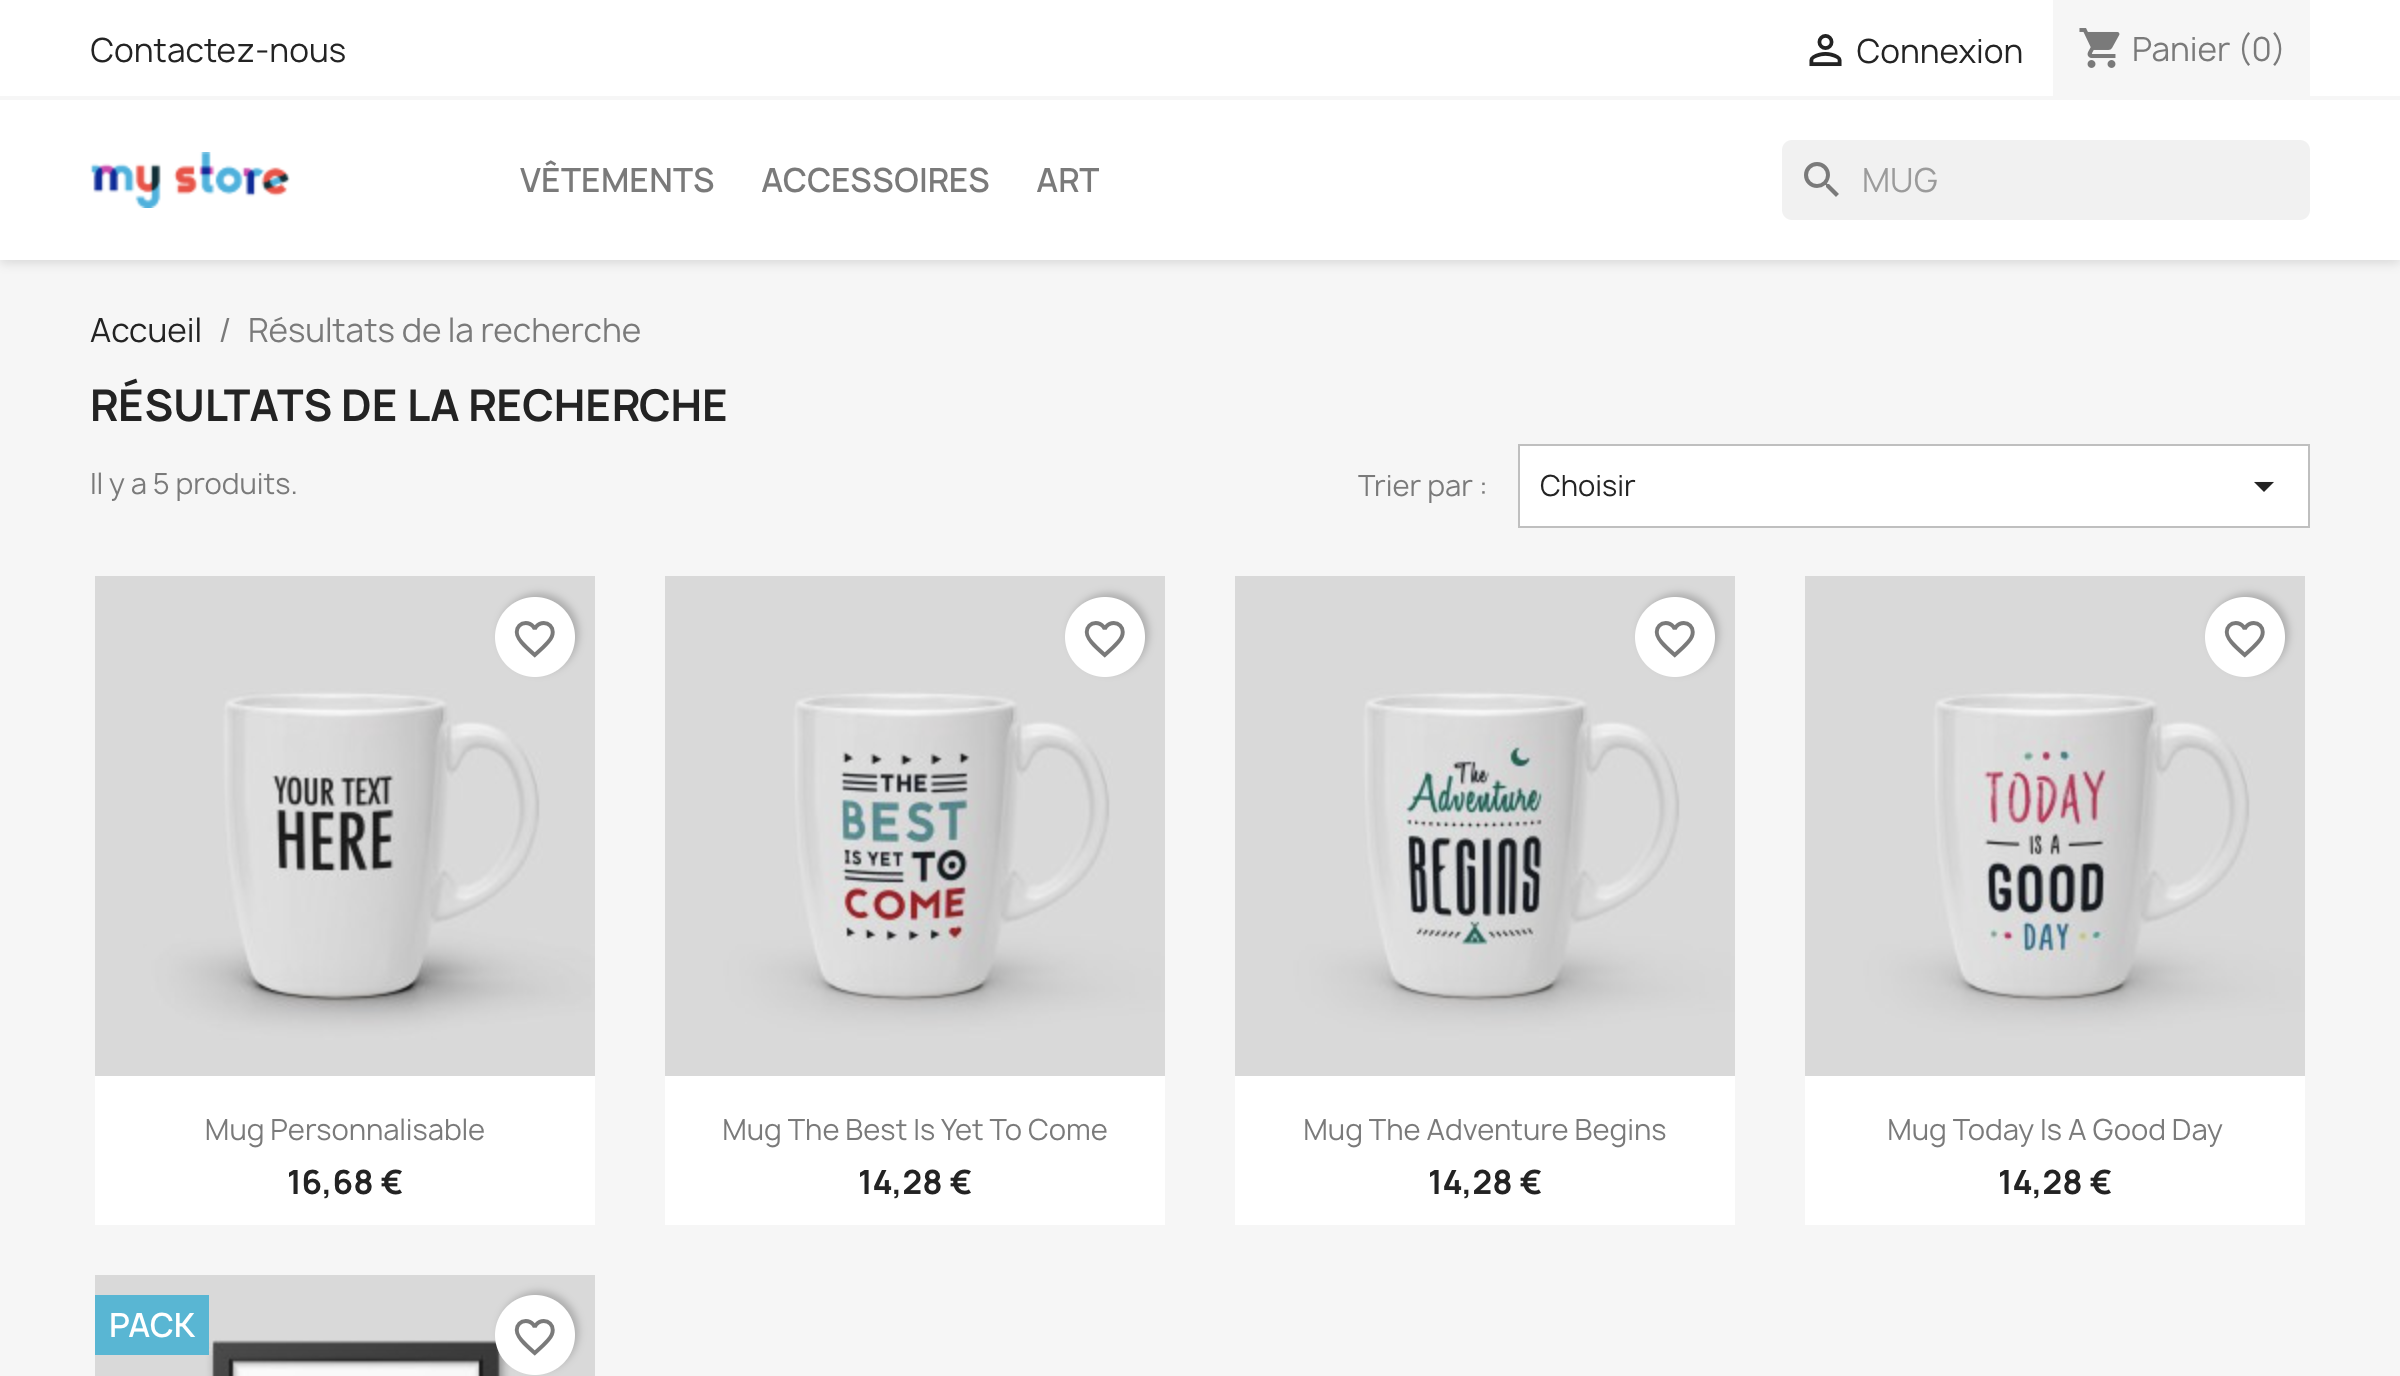 Contactez-nous
Connexion
Panier (0)
my store
VÊTEMENTS
ACCESSOIRES
ART
MUG
Accueil / Résultats de la recherche
RÉSULTATS DE LA RECHERCHE
Il y a 5 produits.
Trier par :
Choisir
YOUR TEXT
HERE
THE
BEST
IS YET TO
COME
The
Adventure
BEGINS
TODAY
IS A
GOOD
DAY
Mug Personnalisable
16,68 €
Mug The Best Is Yet To Come
14,28 €
Mug The Adventure Begins
14,28 €
Mug Today Is A Good Day
14,28 €
PACK